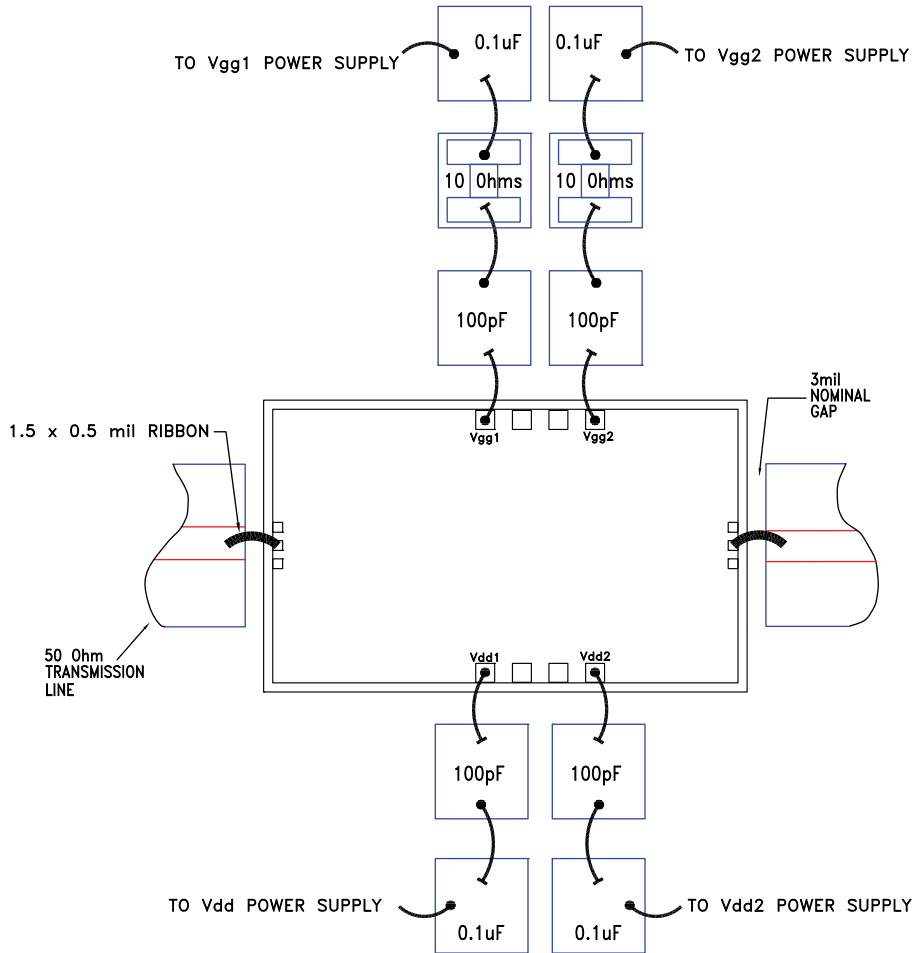 0.1uF
0.1uF
TO Vgg1 POWER SUPPLY
TO Vgg2 POWER SUPPLY
10 Ohms
10 Ohms
100pF
100pF
3mil
NOMINAL
GAP
1.5 x 0.5 mil RIBBON
Vgg1
Vgg2
50 Ohm
TRANSMISSION
LINE
Vdd1
Vdd2
100pF
100pF
TO Vdd POWER SUPPLY
TO Vdd2 POWER SUPPLY
0.1uF
0.1uF